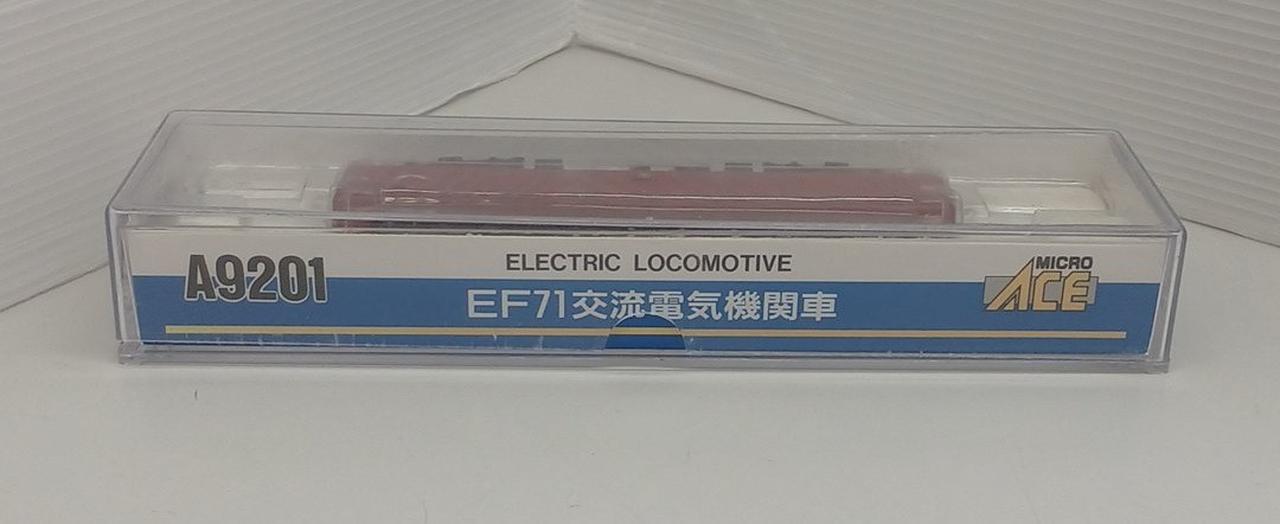 A9201
ELECTRIC LOCOMOTIVE
EF71交流電気機関車
MICRO
ACE